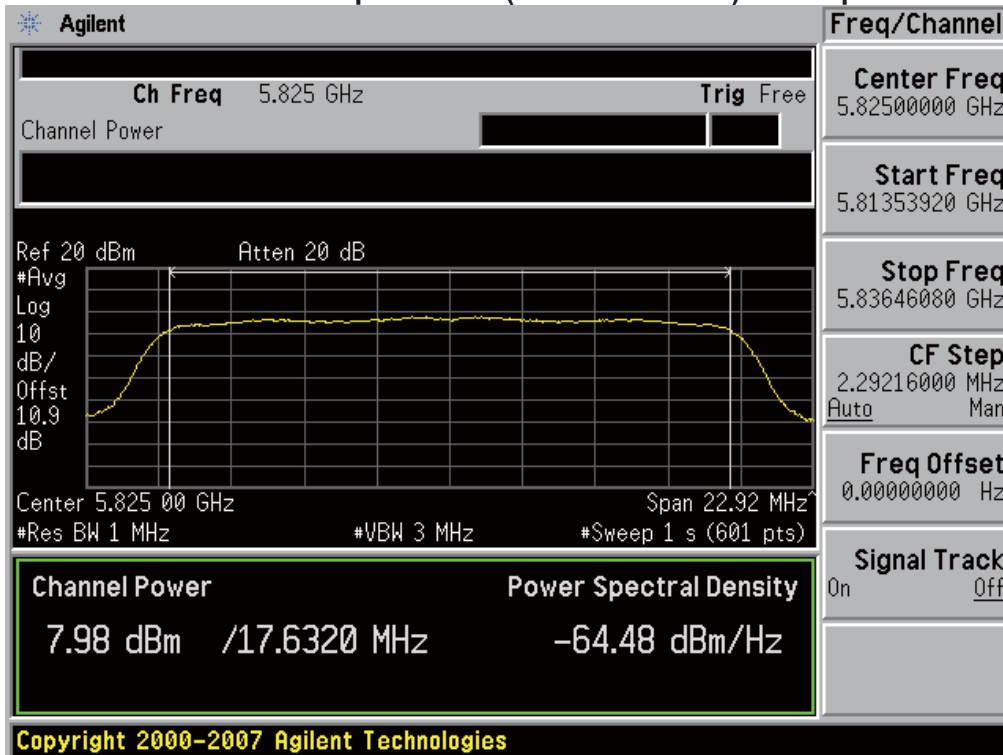 Agilent
Freq/Channel
Ch Freq 5.825 GHz Trig Free
Channel Power
Center Freq
5.82500000 GHz
Start Freq
5.81353920 GHz
Stop Freq
5.83646080 GHz
CF Step
2.29216000 MHz
Auto Man
Freq Offset
0.00000000 Hz
Signal Track
On Off
Ref 20 dBm Atten 20 dB
#Avg
Log
10
dB/
Offst
10.9
dB
Center 5.825 00 GHz Span 22.92 MHz^
#Res BW 1 MHz #VBW 3 MHz #Sweep 1 s (601 pts)
Channel Power Power Spectral Density
7.98 dBm /17.6320 MHz -64.48 dBm/Hz
Copyright 2000-2007 Agilent Technologies